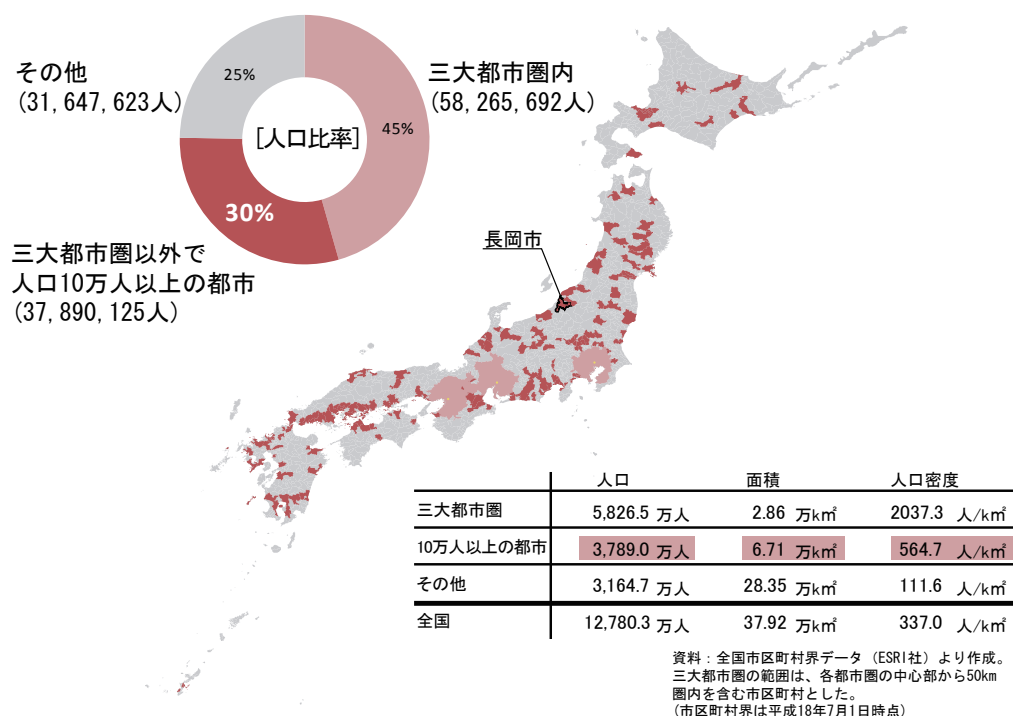 その他
(31,647,623人)
25%
三大都市圏内
(58,265,692人)
45%
[人口比率]
30%
三大都市圏以外で
人口10万人以上の都市
(37,890,125人)
長岡市
人口 面積 人口密度
三大都市圏 5,826.5 万人 2.86 万km² 2037.3 人/km²
10万人以上の都市 3,789.0 万人 6.71 万km² 564.7 人/km²
その他 3,164.7 万人 28.35 万km² 111.6 人/km²
全国 12,780.3 万人 37.92 万km² 337.0 人/km²
資料：全国市区町村界データ（ESRI社）より作成。
三大都市圏の範囲は、各都市圏の中心部から50km
圏内を含む市区町村とした。
(市区町村界は平成18年7月1日時点)